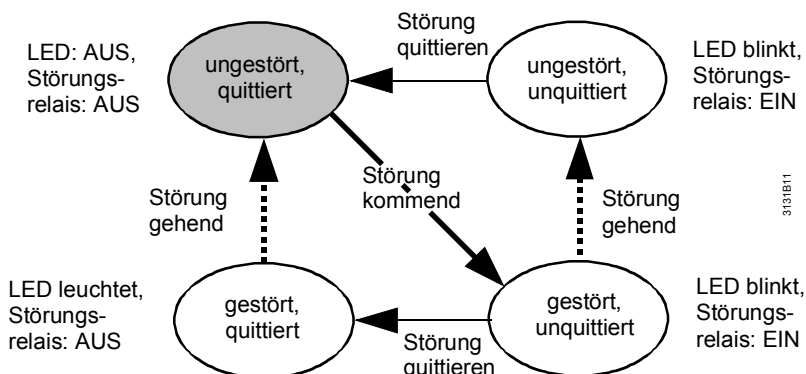 LED: AUS,
Störungs-
relais: AUS
ungestört,
quittiert
Störung
quittieren
ungestört,
unquittiert
LED blinkt,
Störungs-
relais: EIN
Störung
gehend
Störung
kommend
Störung
gehend
3131B11
LED leuchtet,
Störungs-
relais: AUS
gestört,
quittiert
Störung
quittieren
gestört,
unquittiert
LED blinkt,
Störungs-
relais: EIN